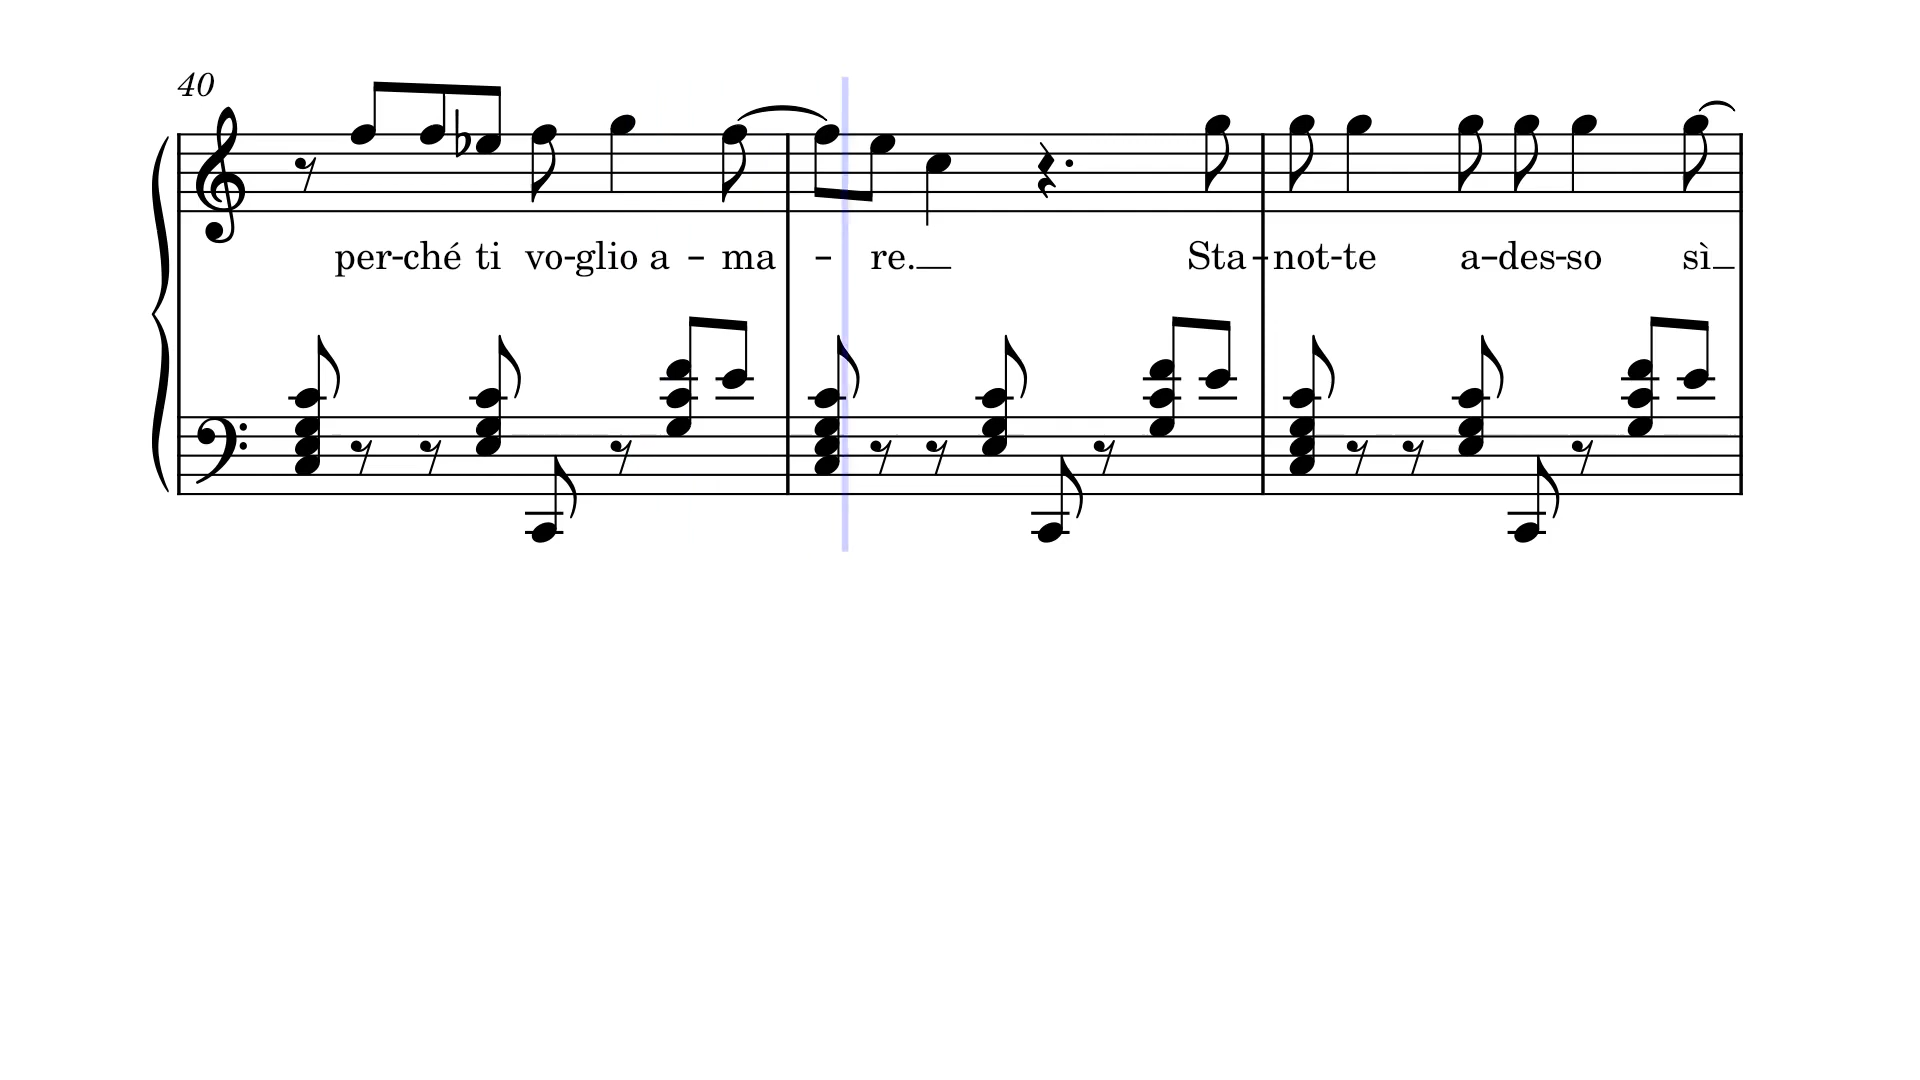 40
per-ché ti vo-glio a - ma - re. Sta-not-te a-des-so sì